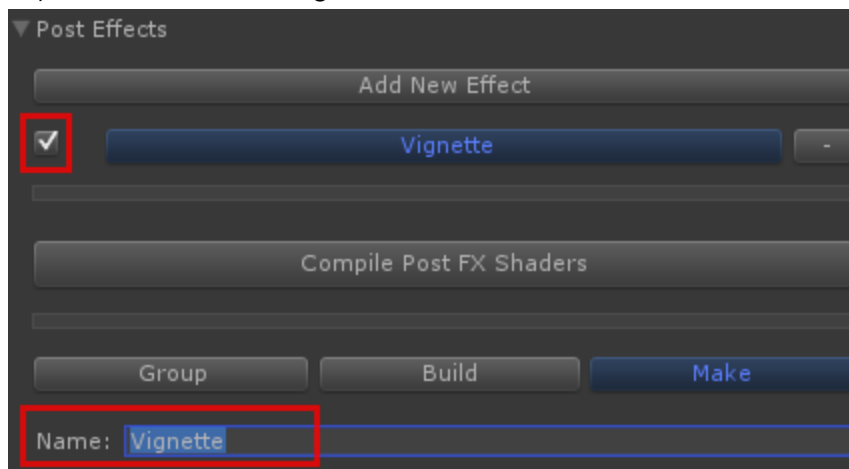 Post Effects
Add New Effect
Vignette -
Compile Post FX Shaders
Group Build Make
Name: Vignette